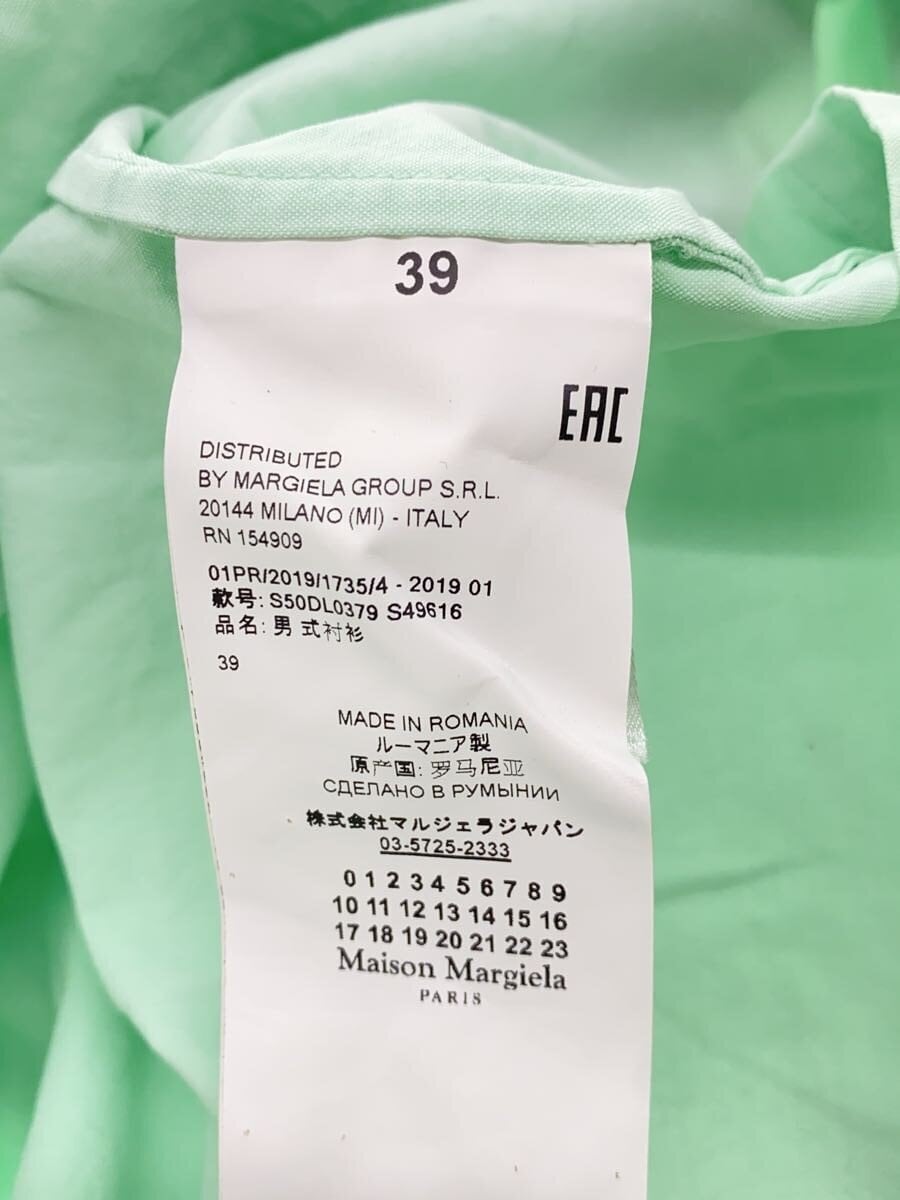 39
EAC
DISTRIBUTED
BY MARGIELA GROUP S.R.L.
20144 MILANO (MI) - ITALY
RN 154909
01PR/2019/1735/4 - 2019 01
款号: S50DL0379 S49616
品名: 男式衬衫
39
MADE IN ROMANIA
ルーマニア製
原产国: 罗马尼亚
СДЕЛАНО В РУМЫНИИ
株式会社マルジェラジャパン
03-5725-2333
0 1 2 3 4 5 6 7 8 9
10 11 12 13 14 15 16
17 18 19 20 21 22 23
Maison Margiela
PARIS